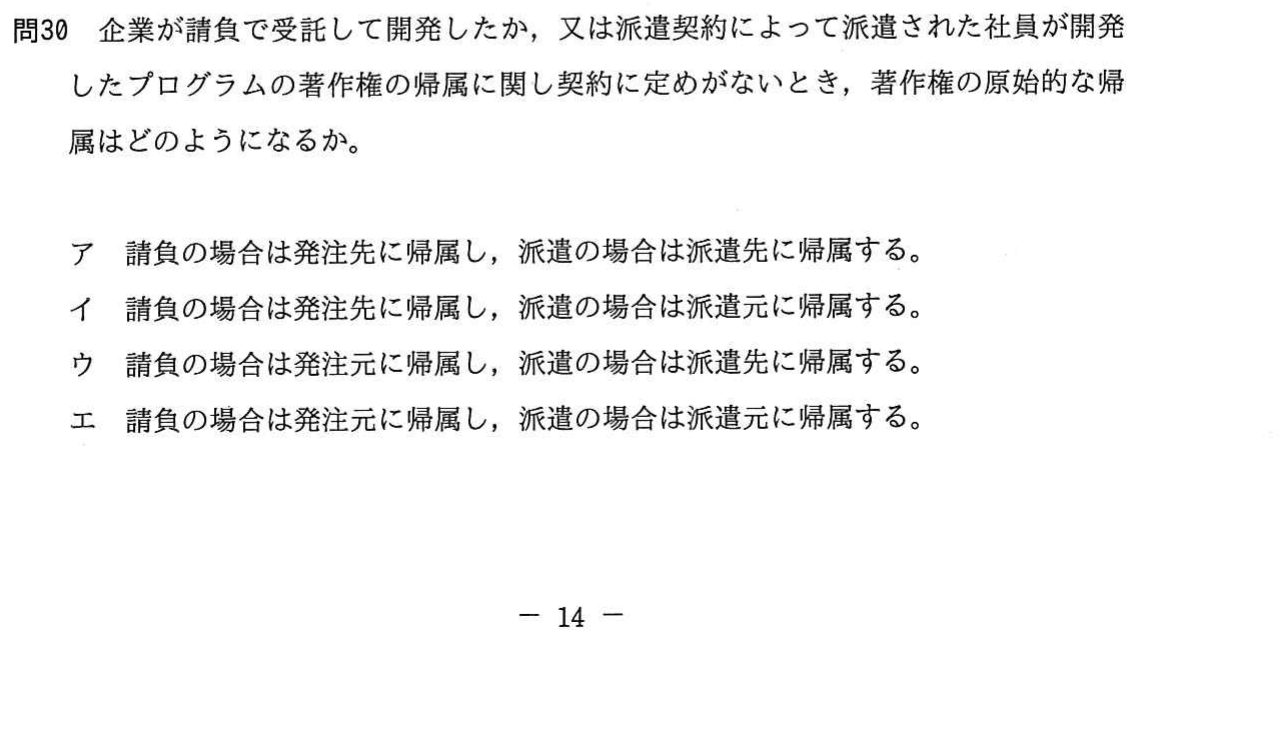 問30 企業が請負で受託して開発したか，又は派遣契約によって派遣された社員が開発
したプログラムの著作権の帰属に関し契約に定めがないとき，著作権の原始的な帰
属はどのようになるか。
ア 請負の場合は発注先に帰属し，派遣の場合は派遣先に帰属する。
イ 請負の場合は発注先に帰属し，派遣の場合は派遣元に帰属する。
ウ 請負の場合は発注元に帰属し，派遣の場合は派遣先に帰属する。
エ 請負の場合は発注元に帰属し，派遣の場合は派遣元に帰属する。
－ 14 －